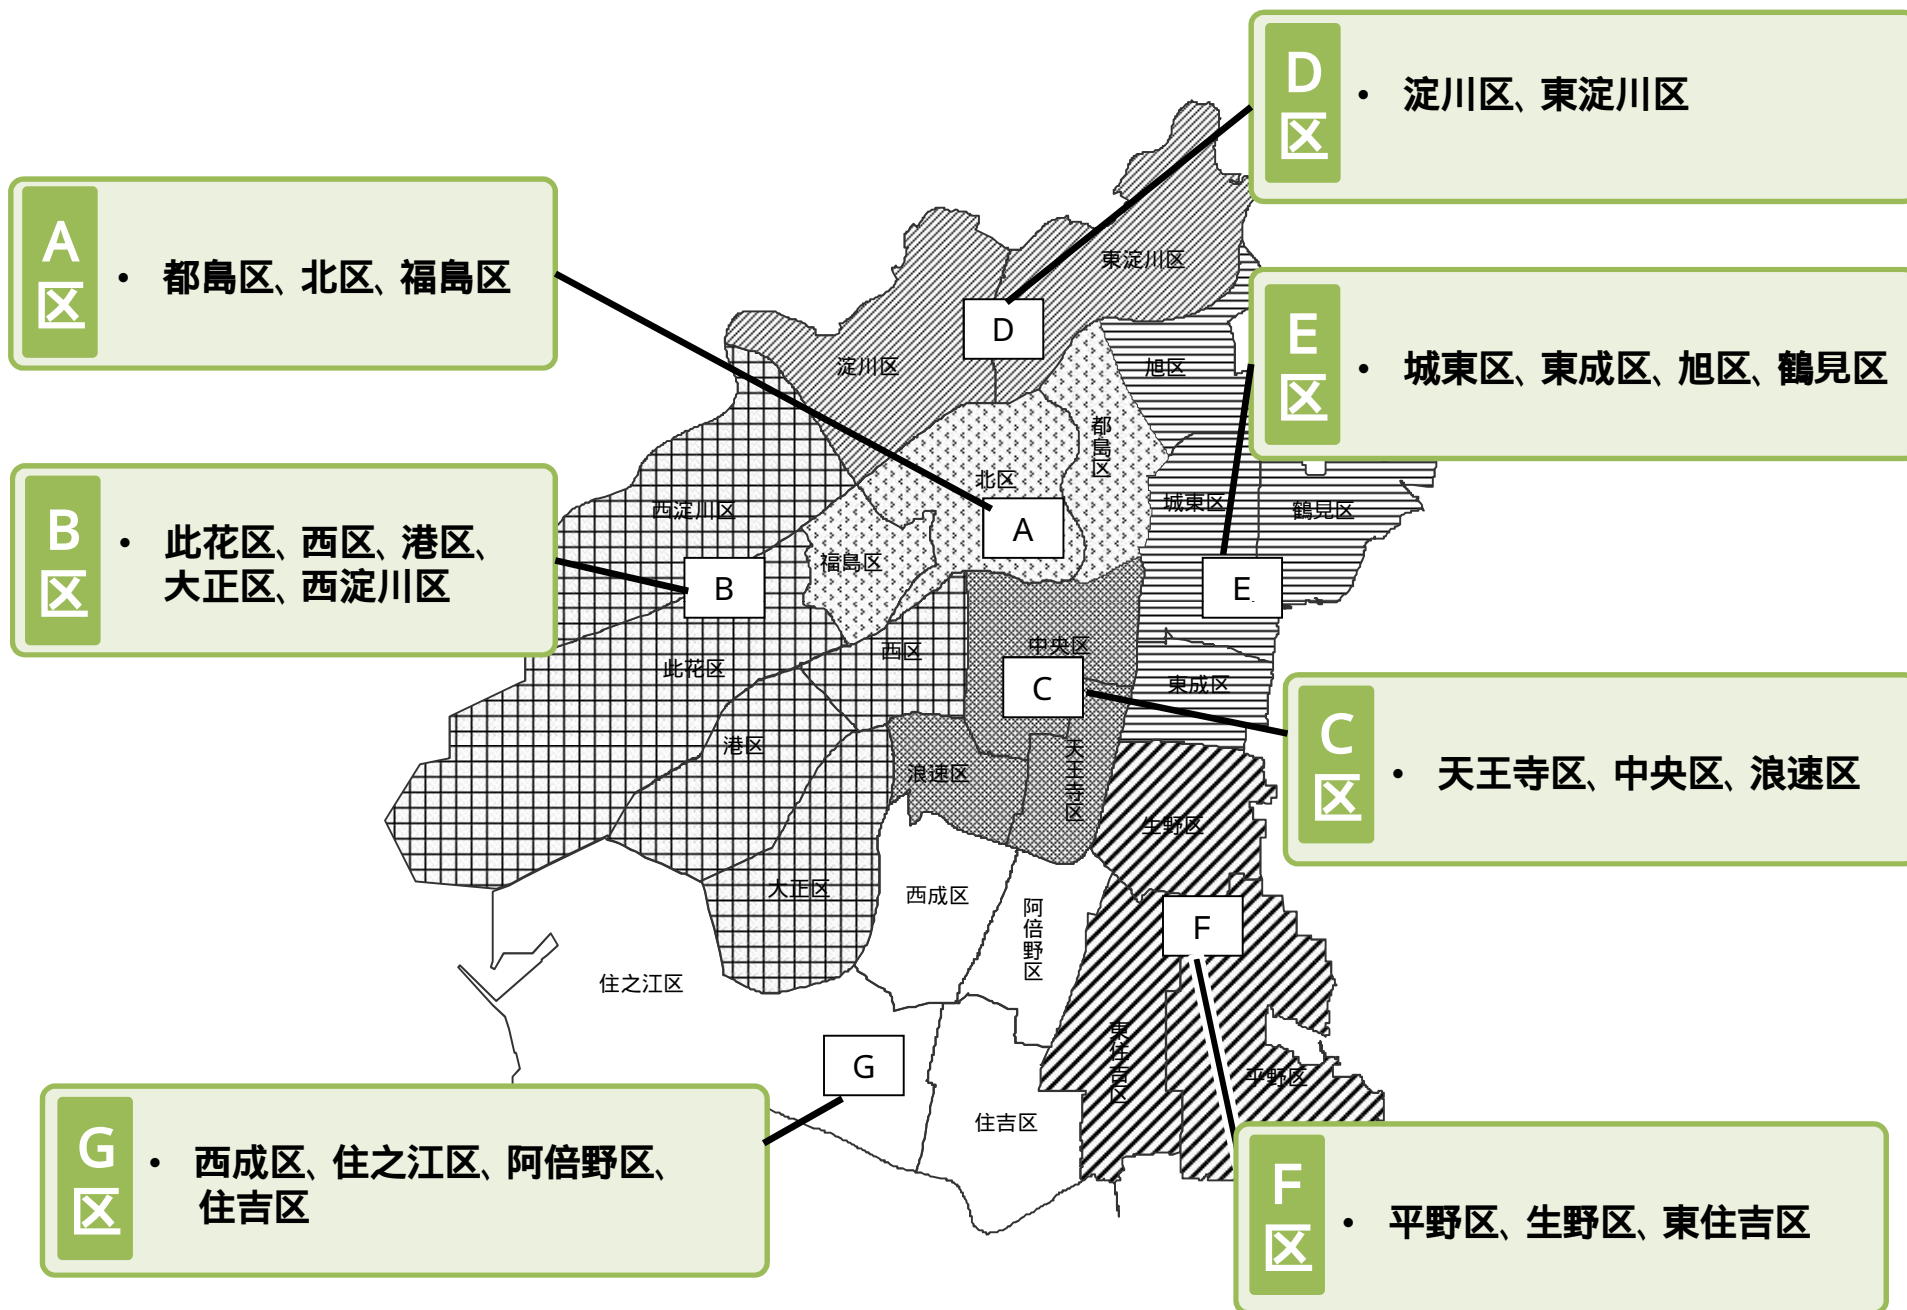 D
区
• 淀川区、東淀川区
A
区
• 都島区、北区、福島区
E
区
• 城東区、東成区、旭区、鶴見区
B
区
• 此花区、西区、港区、
大正区、西淀川区
C
区
• 天王寺区、中央区、浪速区
G
区
• 西成区、住之江区、阿倍野区、
住吉区
F
区
• 平野区、生野区、東住吉区
東淀川区
D
淀川区
旭区
都島区
北区
西淀川区
城東区
鶴見区
A
福島区
B
E
中央区
西区
此花区
C
東成区
港区
浪速区
天王寺区
生野区
大正区
西成区
阿倍野区
F
住之江区
G
東住吉区
平野区
住吉区